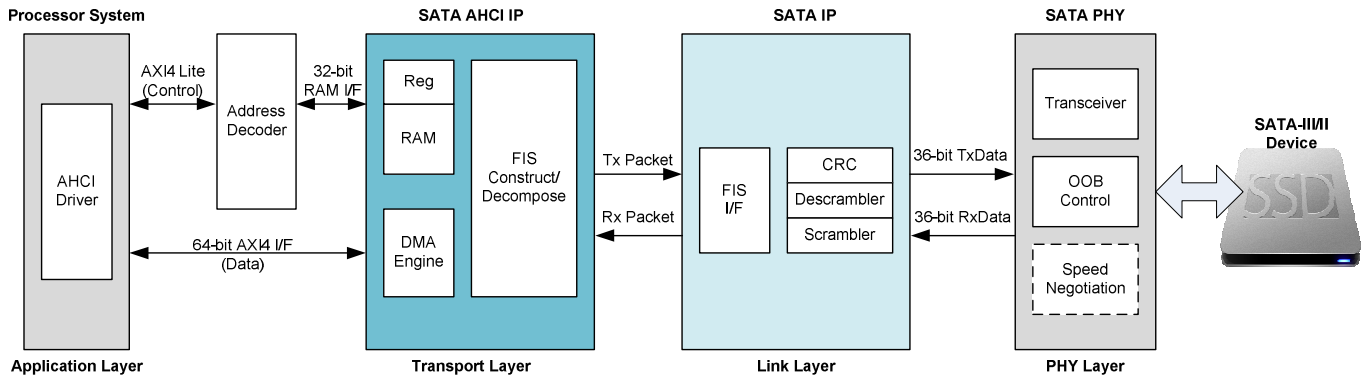 Processor System
SATA AHCI IP
SATA IP
SATA PHY
AHCI
Driver
AXI4 Lite
(Control)
Address
Decoder
32-bit
RAM I/F
64-bit AXI4 I/F
(Data)
Reg
RAM
DMA
Engine
FIS
Construct/
Decompose
Tx Packet
Rx Packet
FIS
I/F
CRC
Descrambler
Scrambler
36-bit TxData
36-bit RxData
Transceiver
OOB
Control
Speed
Negotiation
SATA-III/II
Device
SSD
Application Layer
Transport Layer
Link Layer
PHY Layer